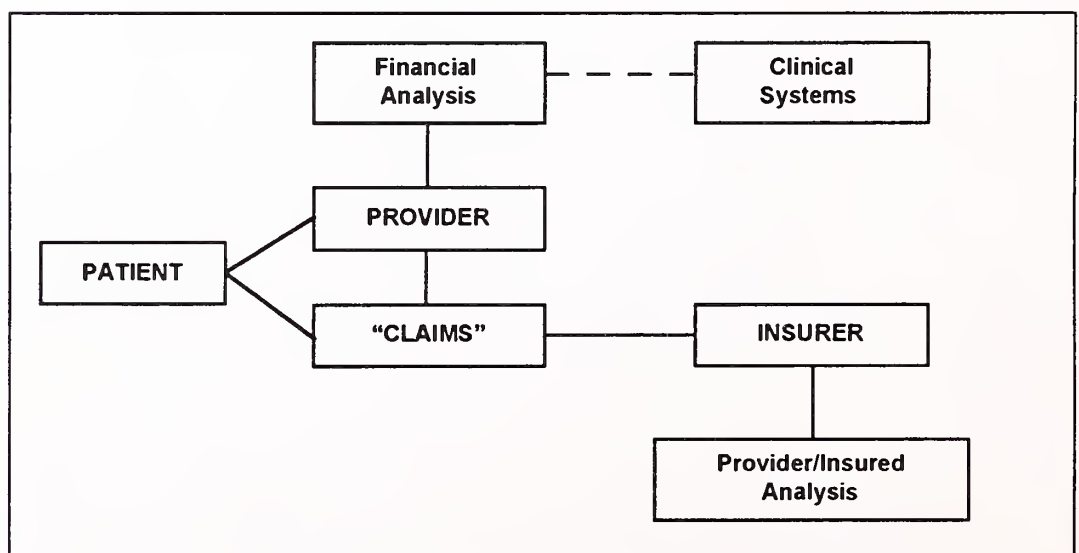 Financial
Analysis
Clinical
Systems
PROVIDER
PATIENT
“CLAIMS”
INSURER
Provider/Insured
Analysis